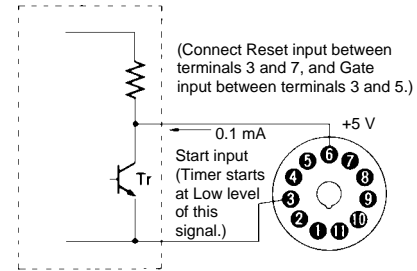 (Connect Reset input between
terminals 3 and 7, and Gate
input between terminals 3 and 5.)
0.1 mA
+5 V
Start input
(Timer starts
at Low level
of this
signal.)
Tr
1
2
3
4
5
6
7
8
9
10
11